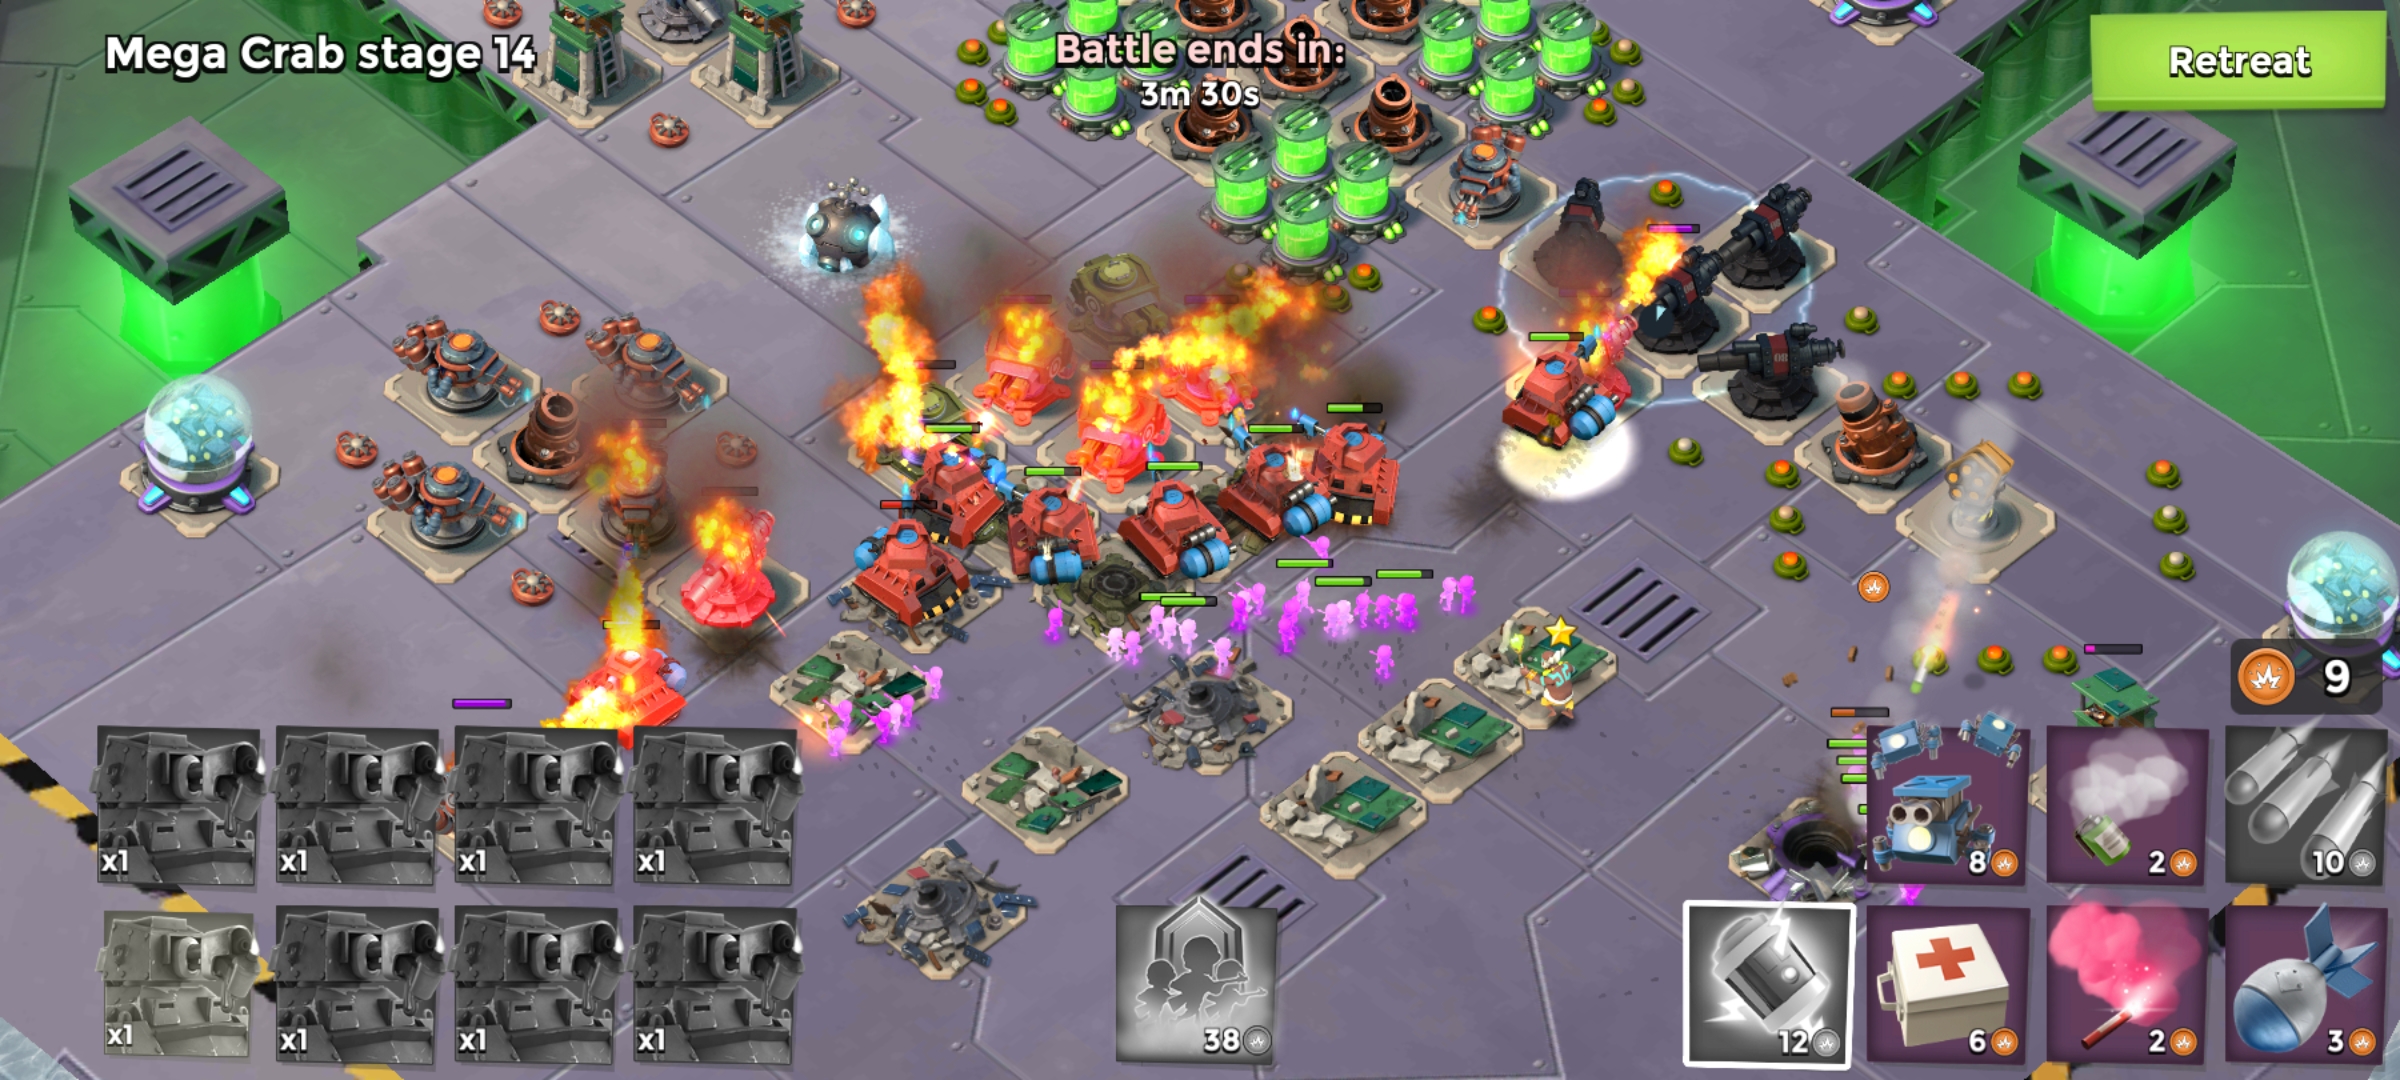 Mega Crab stage 14
Battle ends in:
3m 30s
Retreat
9
x1
x1
x1
x1
8
2
10
x1
x1
x1
x1
38
12
6
2
3